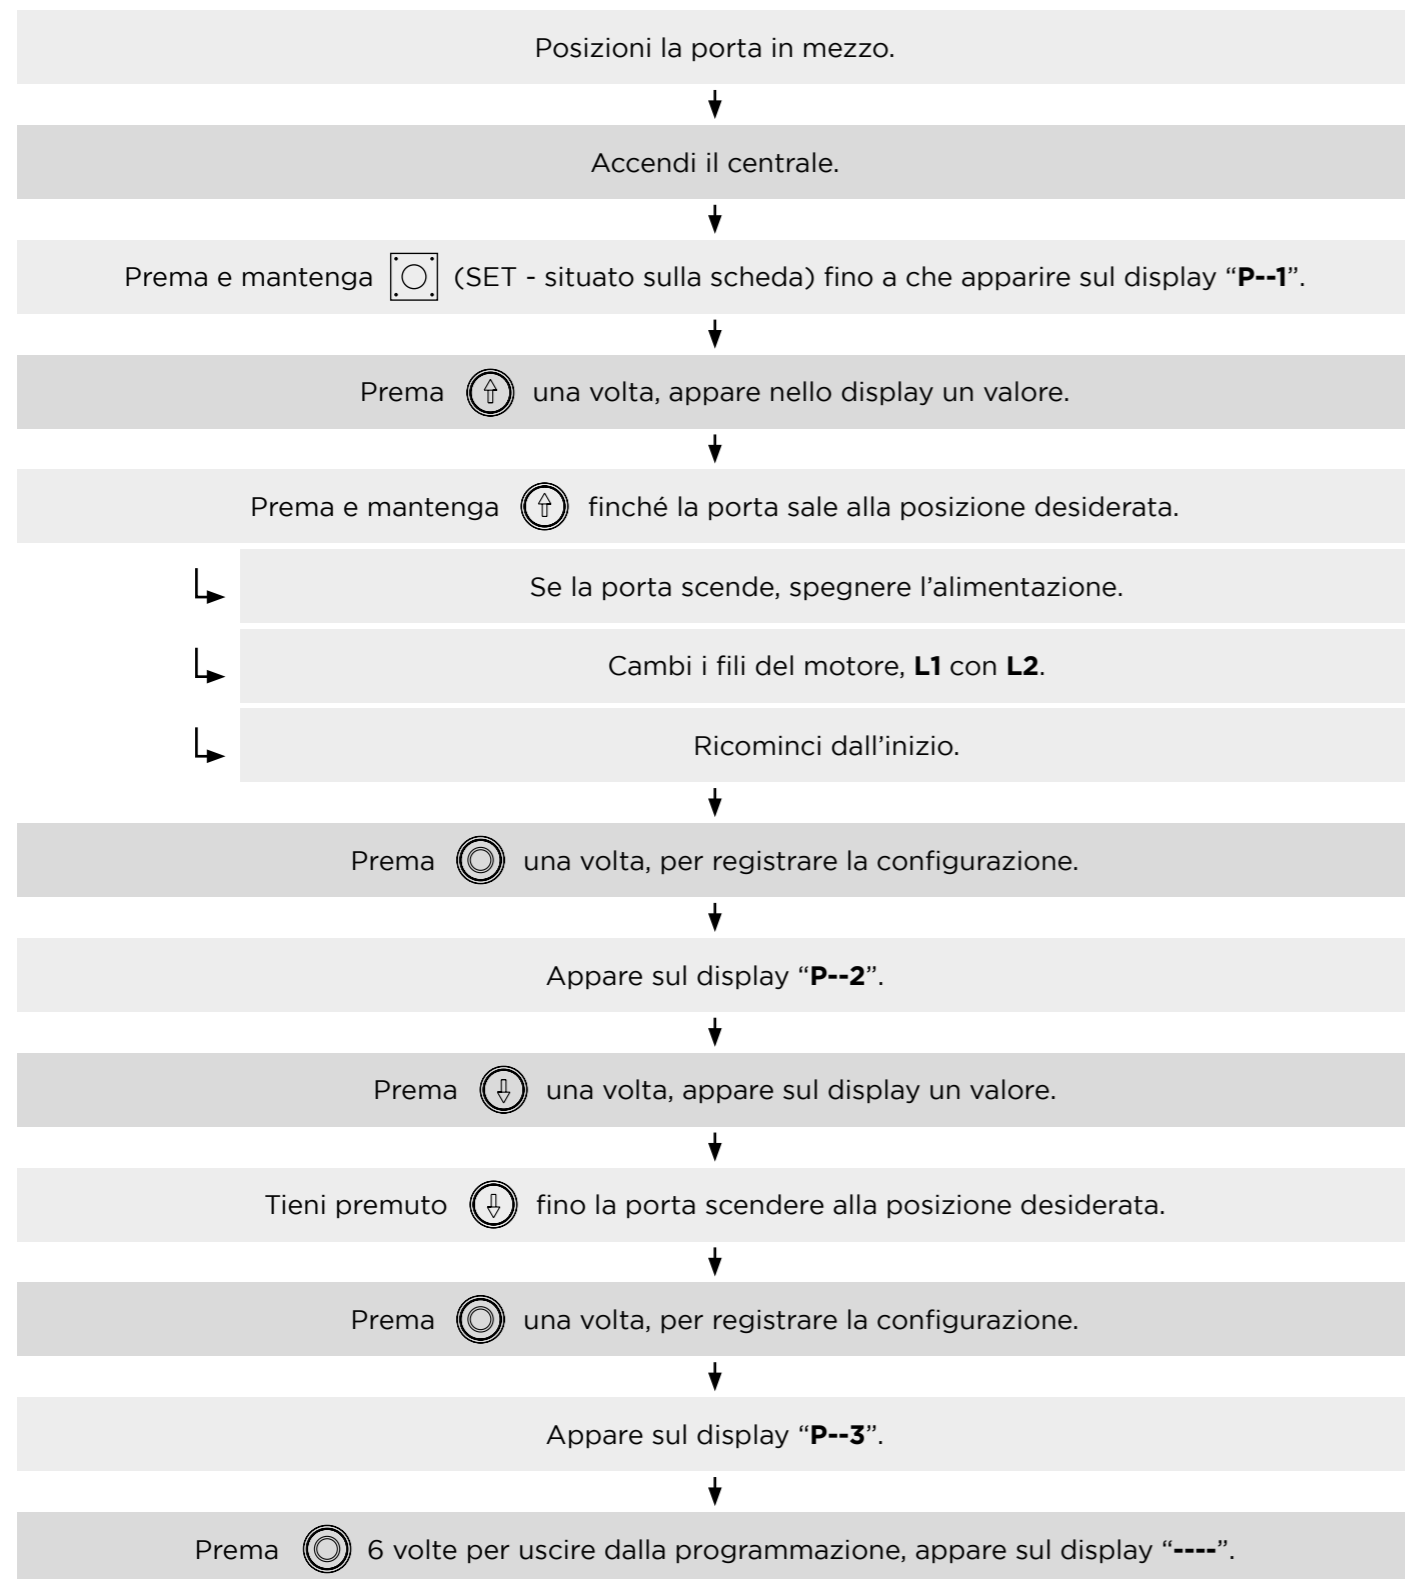 Posizioni la porta in mezzo.
Accendi il centrale.
Prema e mantenga (SET - situato sulla scheda) fino a che apparire sul display “P--1”.
Prema una volta, appare nello display un valore.
Prema e mantenga finché la porta sale alla posizione desiderata.
Se la porta scende, spegnere l’alimentazione.
Cambi i fili del motore, L1 con L2.
Ricominci dall’inizio.
Prema una volta, per registrare la configurazione.
Appare sul display “P--2”.
Prema una volta, appare sul display un valore.
Tieni premuto fino la porta scendere alla posizione desiderata.
Prema una volta, per registrare la configurazione.
Appare sul display “P--3”.
Prema 6 volte per uscire dalla programmazione, appare sul display “----”.